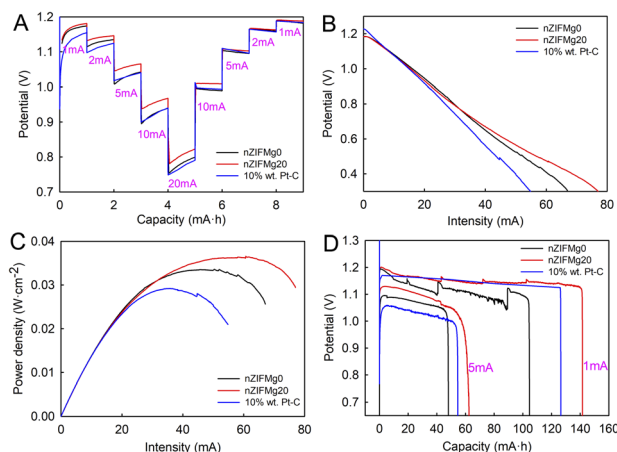 A
1.2
1.1
1.0
0.9
0.8
0.7
Potential (V)
1mA
2mA
5mA
10mA
20mA
10mA
5mA
2mA
1mA
nZIFMg0
nZIFMg20
10% wt. Pt-C
0 2 4 6 8
Capacity (mA·h)
B
1.2
1.0
0.8
0.6
0.4
Potential (V)
nZIFMg0
nZIFMg20
10% wt. Pt-C
0 20 40 60 80
Intensity (mA)
C
0.04
0.03
0.02
0.01
0.00
Power density (W·cm⁻²)
nZIFMg0
nZIFMg20
10% wt. Pt-C
0 20 40 60 80
Intensity (mA)
D
1.3
1.2
1.1
1.0
0.9
0.8
0.7
Potential (V)
nZIFMg0
nZIFMg20
10% wt. Pt-C
5mA
1mA
0 20 40 60 80 100 120 140 160
Capacity (mA·h)